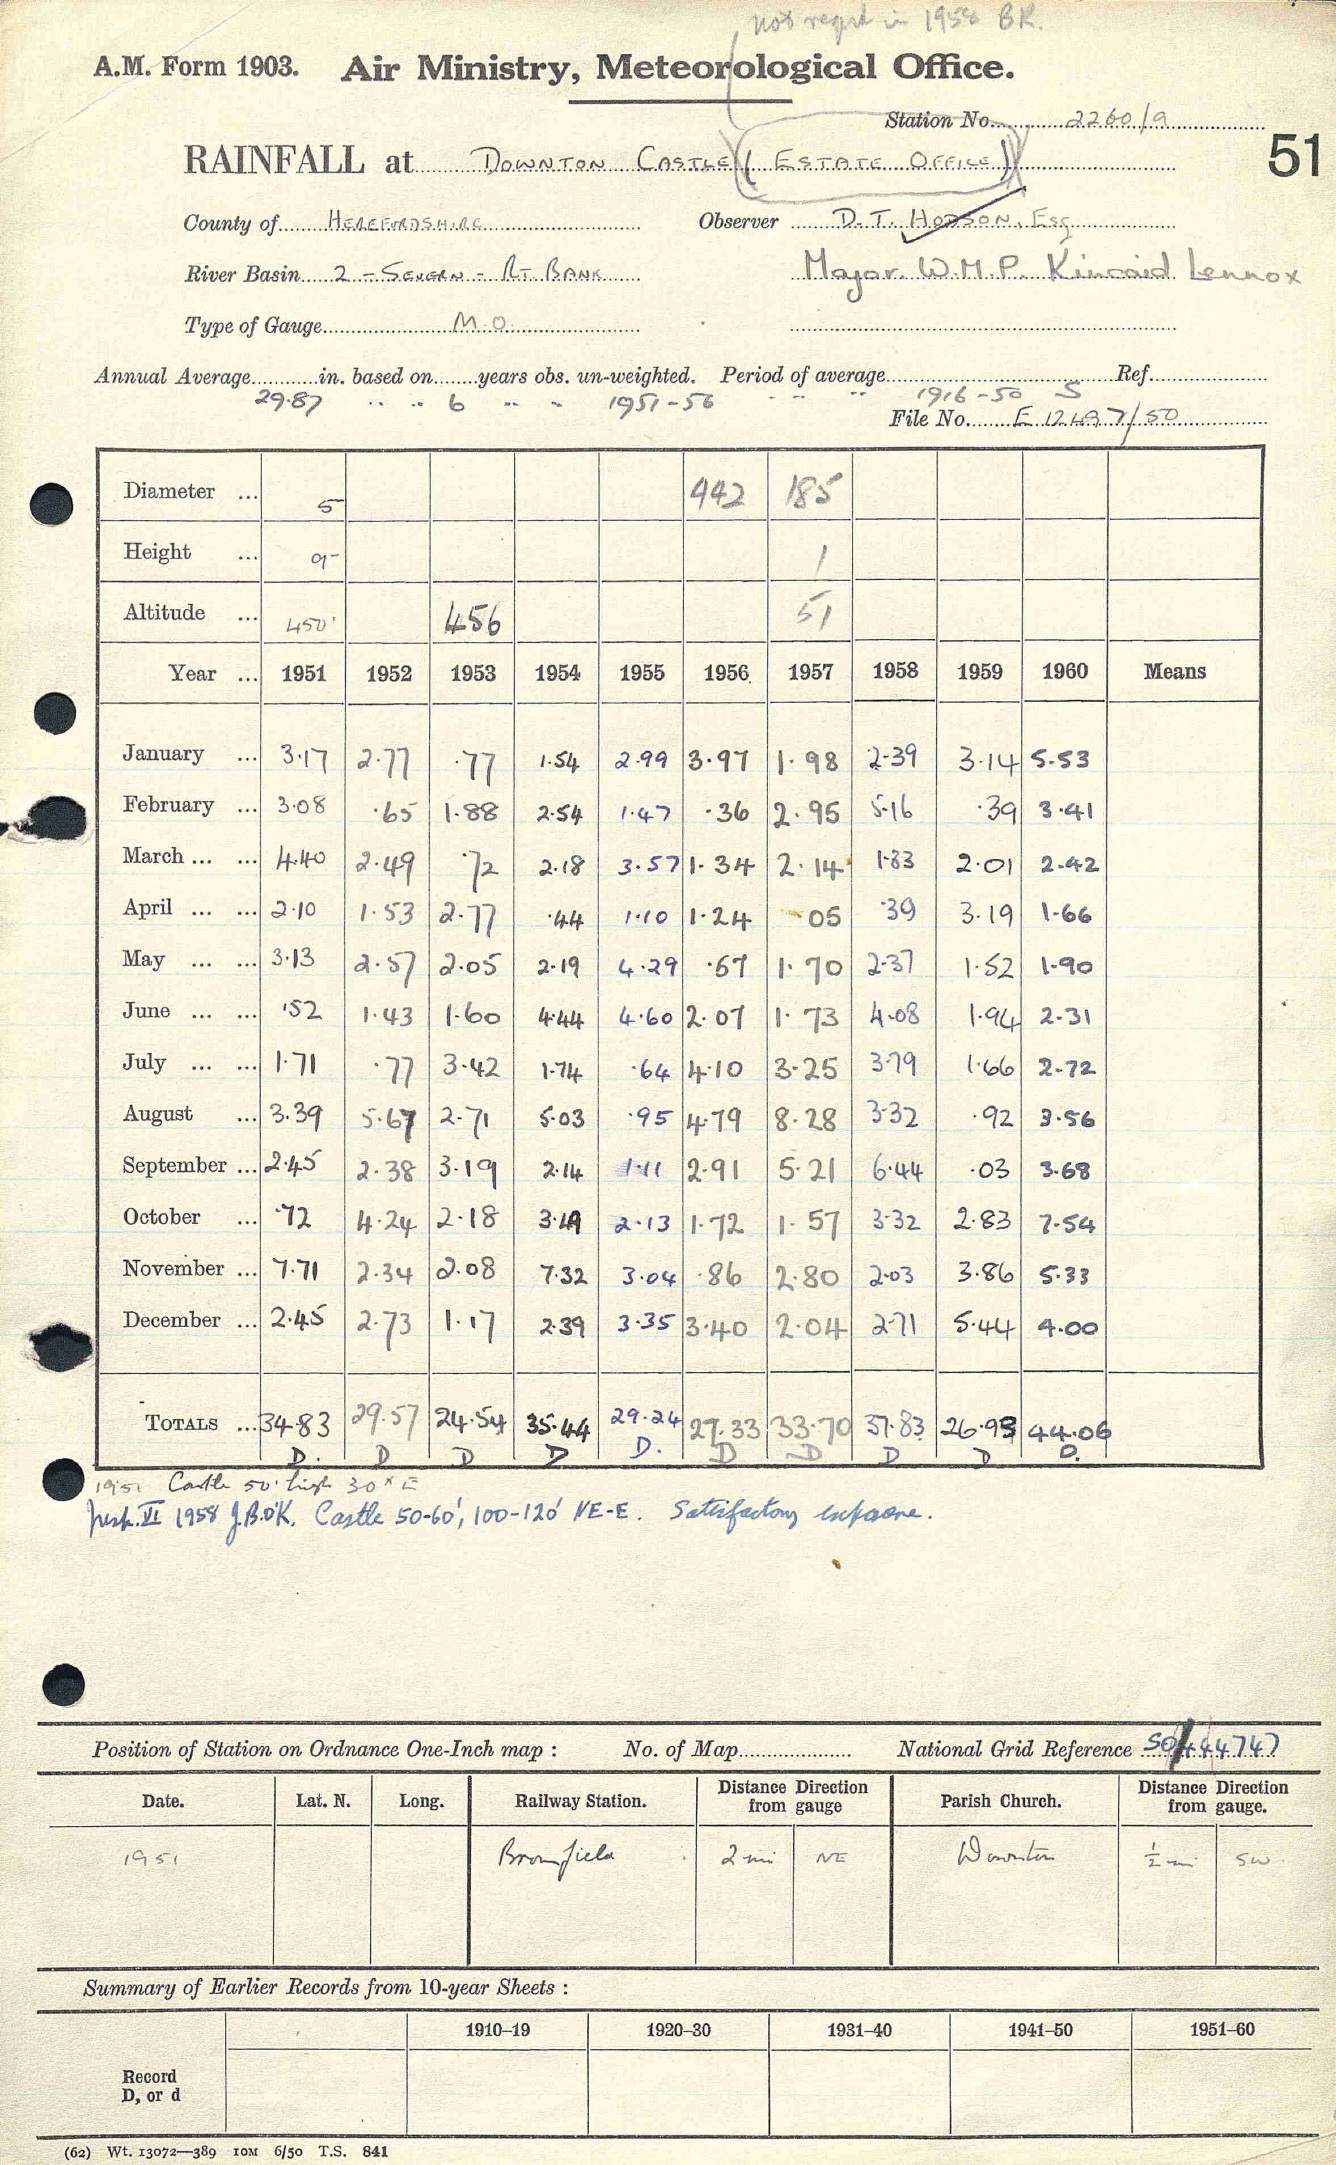 not reqd in 1958 BR.
A.M. Form 1903. Air Ministry, Meteorological Office.
Station No. 2260/9
51
RAINFALL at DOWNTON CASTLE (ESTATE OFFICE)
County of HEREFORDSHIRE Observer D.T. HODSON, ESQ
River Basin 2 - SEVERN - RT. BANK Major W.M.P. Kincaid Lennox
Type of Gauge M.O.
Annual Average in. based on years obs. un-weighted. Period of average Ref.
29.87 " " 6 " " 1951-56 " " " 1916-50 S
File No. E 12497/50
Diameter ... 5 442 185
Height ... 9 1
Altitude ... 450' 456 51
Year ... 1951 1952 1953 1954 1955 1956 1957 1958 1959 1960 Means
January ... 3.17 2.77 .77 1.54 2.99 3.97 1.98 2.39 3.14 5.53
February ... 3.08 .65 1.88 2.54 1.47 .36 2.95 5.16 .39 3.41
March ... ... 4.40 2.49 .72 2.18 3.57 1.34 2.14 1.83 2.01 2.42
April ... ... 2.10 1.53 2.77 .44 1.10 1.24 .05 .39 3.19 1.66
May ... ... 3.13 2.57 2.05 2.19 4.29 .67 1.70 2.37 1.52 1.90
June ... ... .52 1.43 1.60 4.44 4.60 2.07 1.73 4.08 1.94 2.31
July ... ... 1.71 .77 3.42 1.74 .64 4.10 3.25 3.79 1.66 2.72
August ... 3.39 5.67 2.71 5.03 .95 4.79 8.28 3.32 .92 3.56
September ... 2.45 2.38 3.19 2.14 1.11 2.91 5.21 6.44 .03 3.68
October ... .72 4.24 2.18 3.49 2.13 1.72 1.57 3.32 2.83 7.54
November ... 7.71 2.34 2.08 7.32 3.04 .86 2.80 2.03 3.86 5.33
December ... 2.45 2.73 1.17 2.39 3.35 3.40 2.04 2.71 5.44 4.00
TOTALS ... 34.83 29.57 24.54 35.44 29.24 27.33 33.70 37.83 26.93 44.06
D. D D D D. D D D D D.
1951 Castle 50' high 30 x E
Insp. VI 1958 J.B.O'K. Castle 50-60', 100-120' NE-E. Satisfactory exposure.
Position of Station on Ordnance One-Inch map : No. of Map National Grid Reference SO/444747
Date. Lat. N. Long. Railway Station. Distance from gauge Direction Parish Church. Distance from gauge. Direction
1951 Bromfield 2 mi NE Downton ½ mi SW.
Summary of Earlier Records from 10-year Sheets :
1910–19 1920–30 1931–40 1941–50 1951–60
Record
D, or d
(62) Wt. 13072—389 10M 6/50 T.S. 841